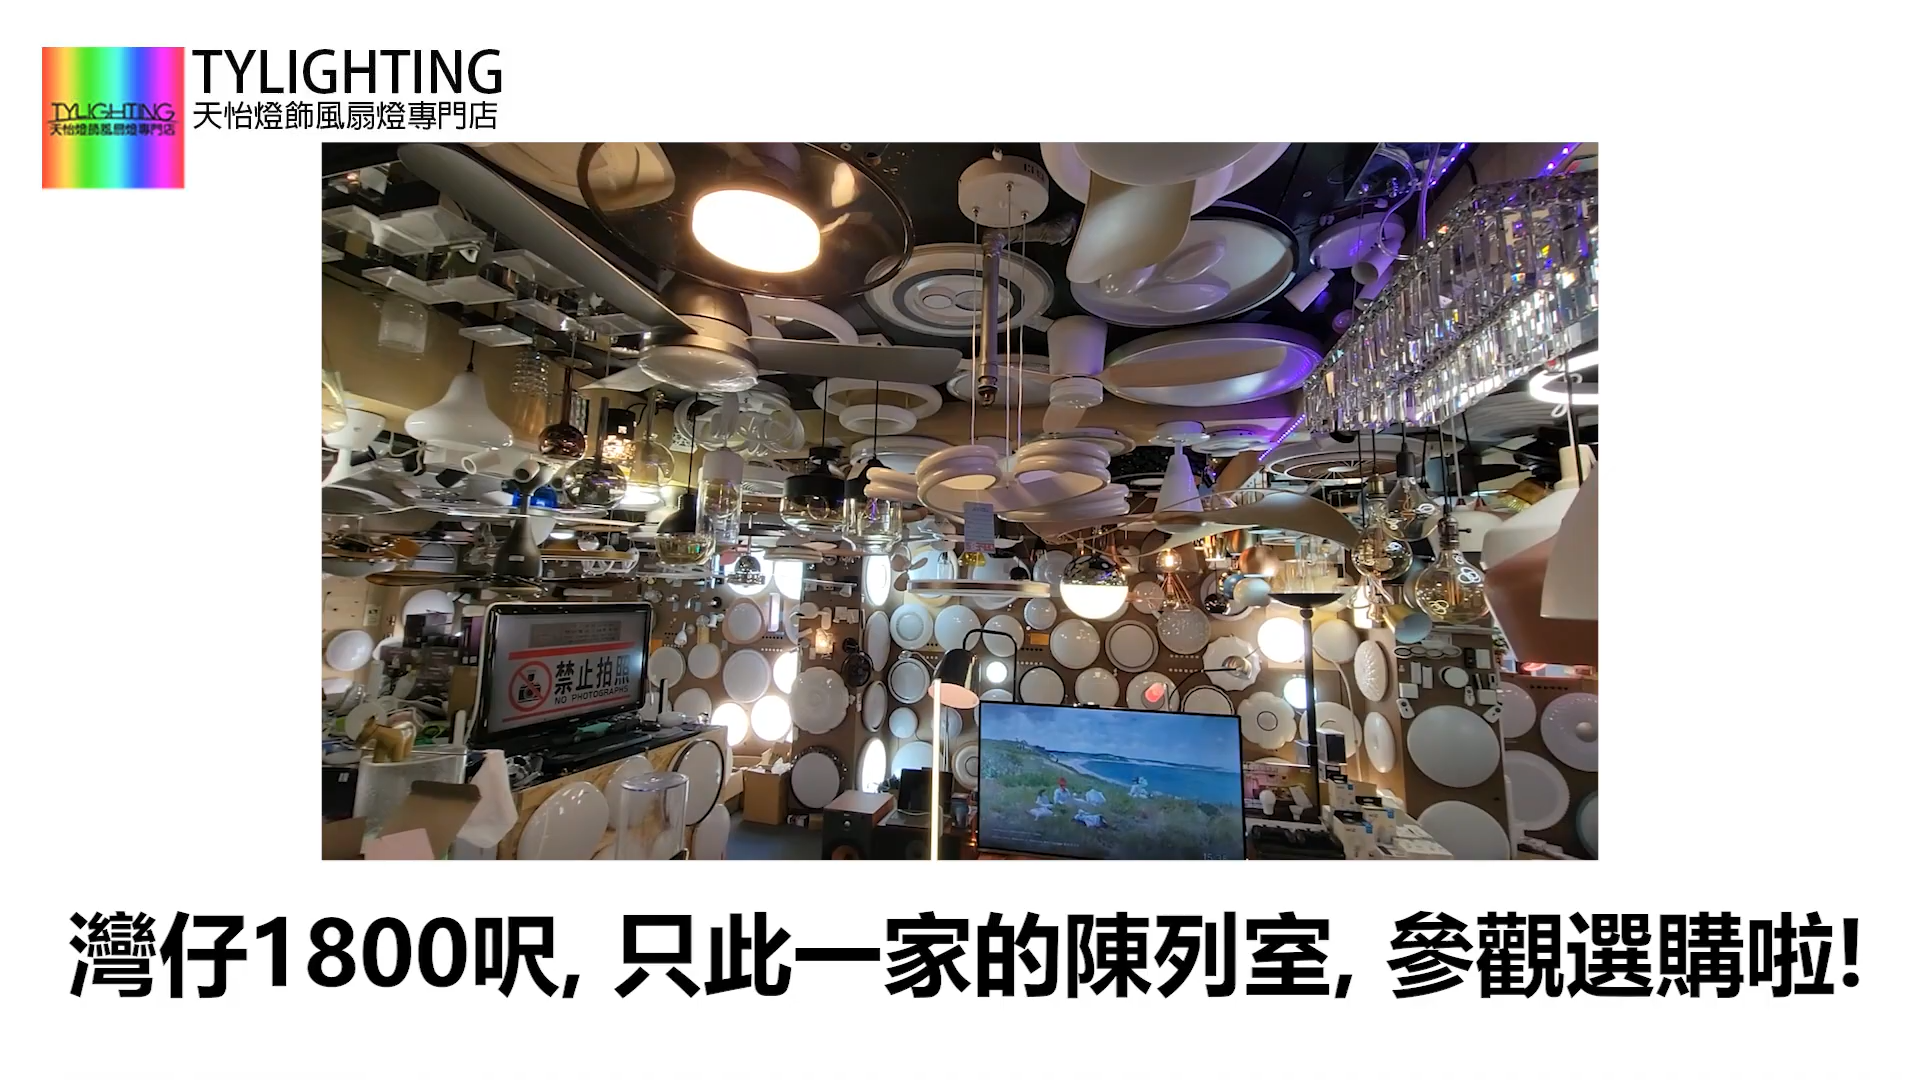 TYLIGHTING
天怡燈飾風扇燈專門店
TYLIGHTING
天怡燈飾風扇燈專門店
禁止拍照
NO PHOTOGRAPHS
灣仔1800呎, 只此一家的陳列室, 參觀選購啦!